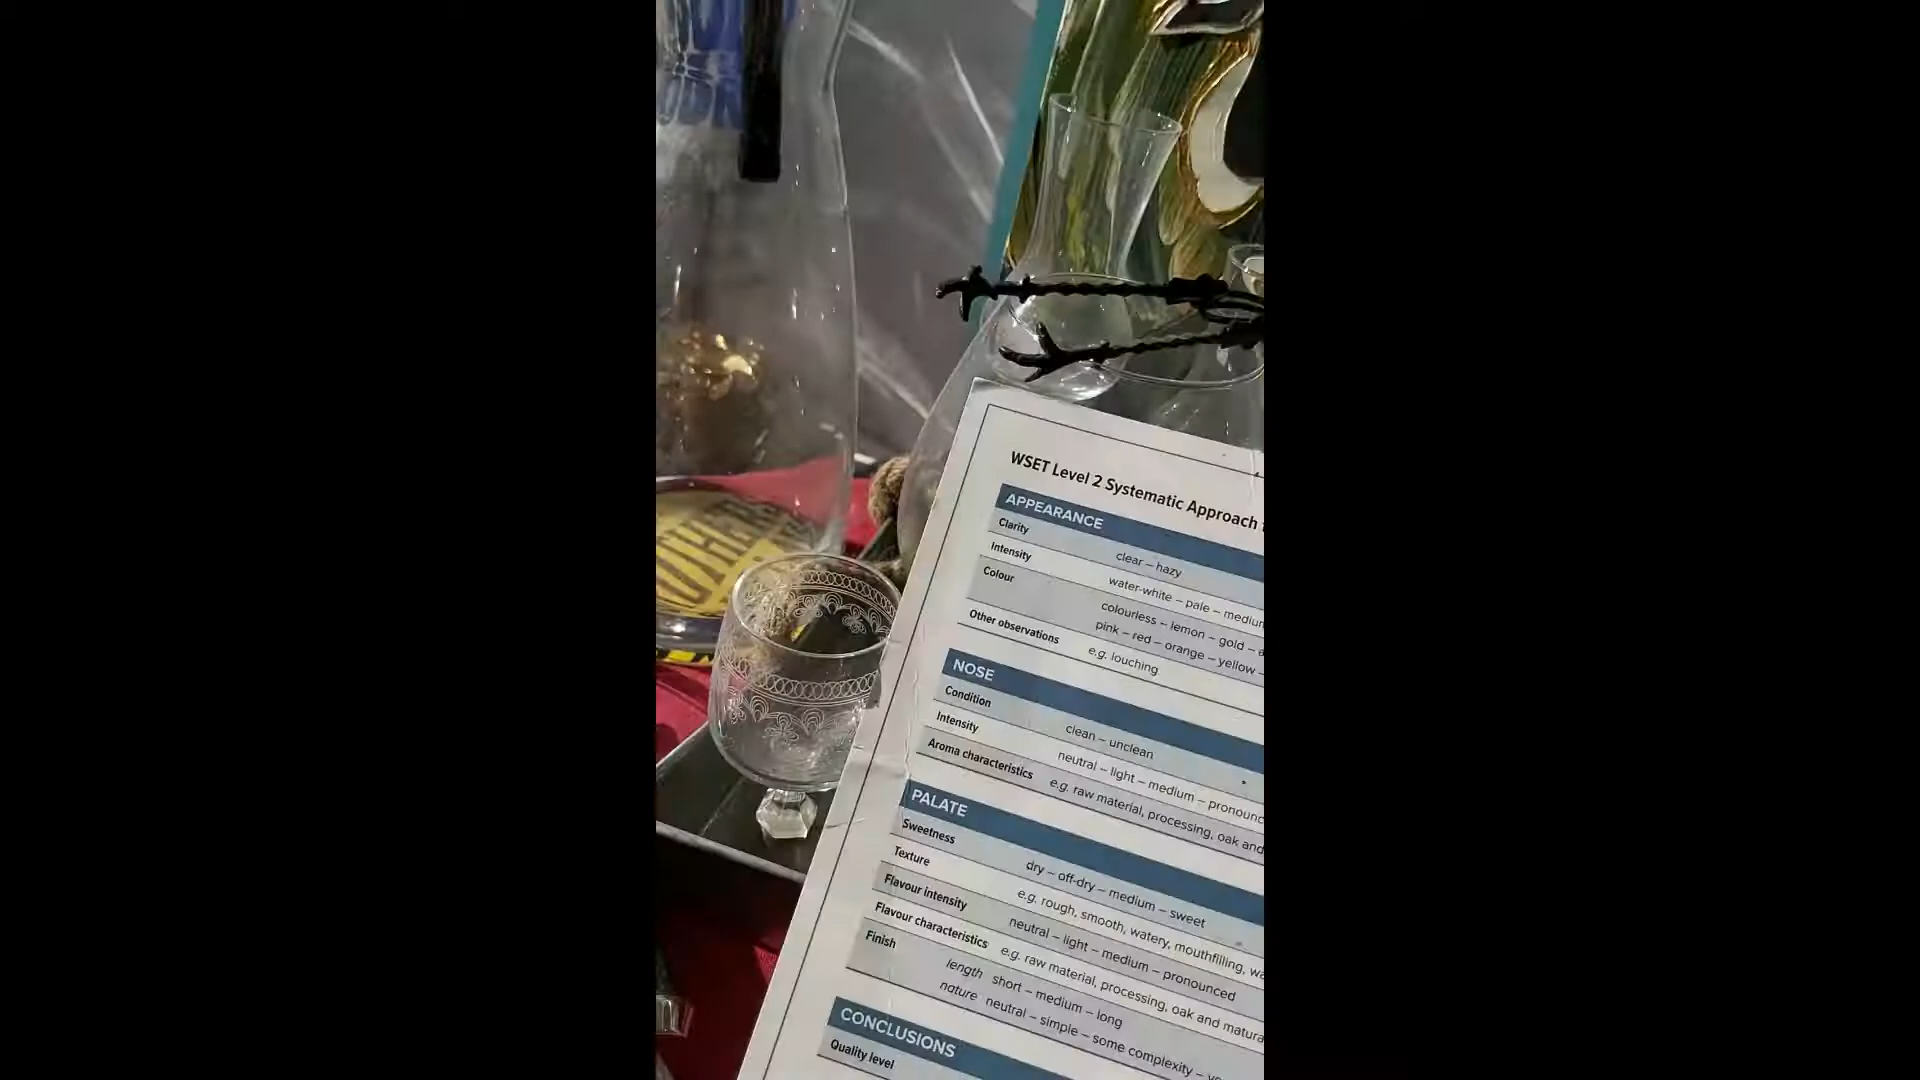 WSET Level 2 Systematic Approach
APPEARANCE
Clarity clear – hazy
Intensity water-white – pale – medium
Colour colourless – lemon – gold –
pink – red – orange – yellow –
Other observations e.g. louching
NOSE
Condition clean – unclean
Intensity neutral – light – medium –
Aroma characteristics e.g. raw material, processing, oak and
PALATE
Sweetness dry – off-dry – medium – sweet
Texture e.g. rough, smooth, watery, mouthfilling,
Flavour intensity neutral – light – medium – pronounced
Flavour characteristics e.g. raw material, processing, oak and
Finish length short – medium – long
nature neutral – simple – some complexity –
CONCLUSIONS
Quality level